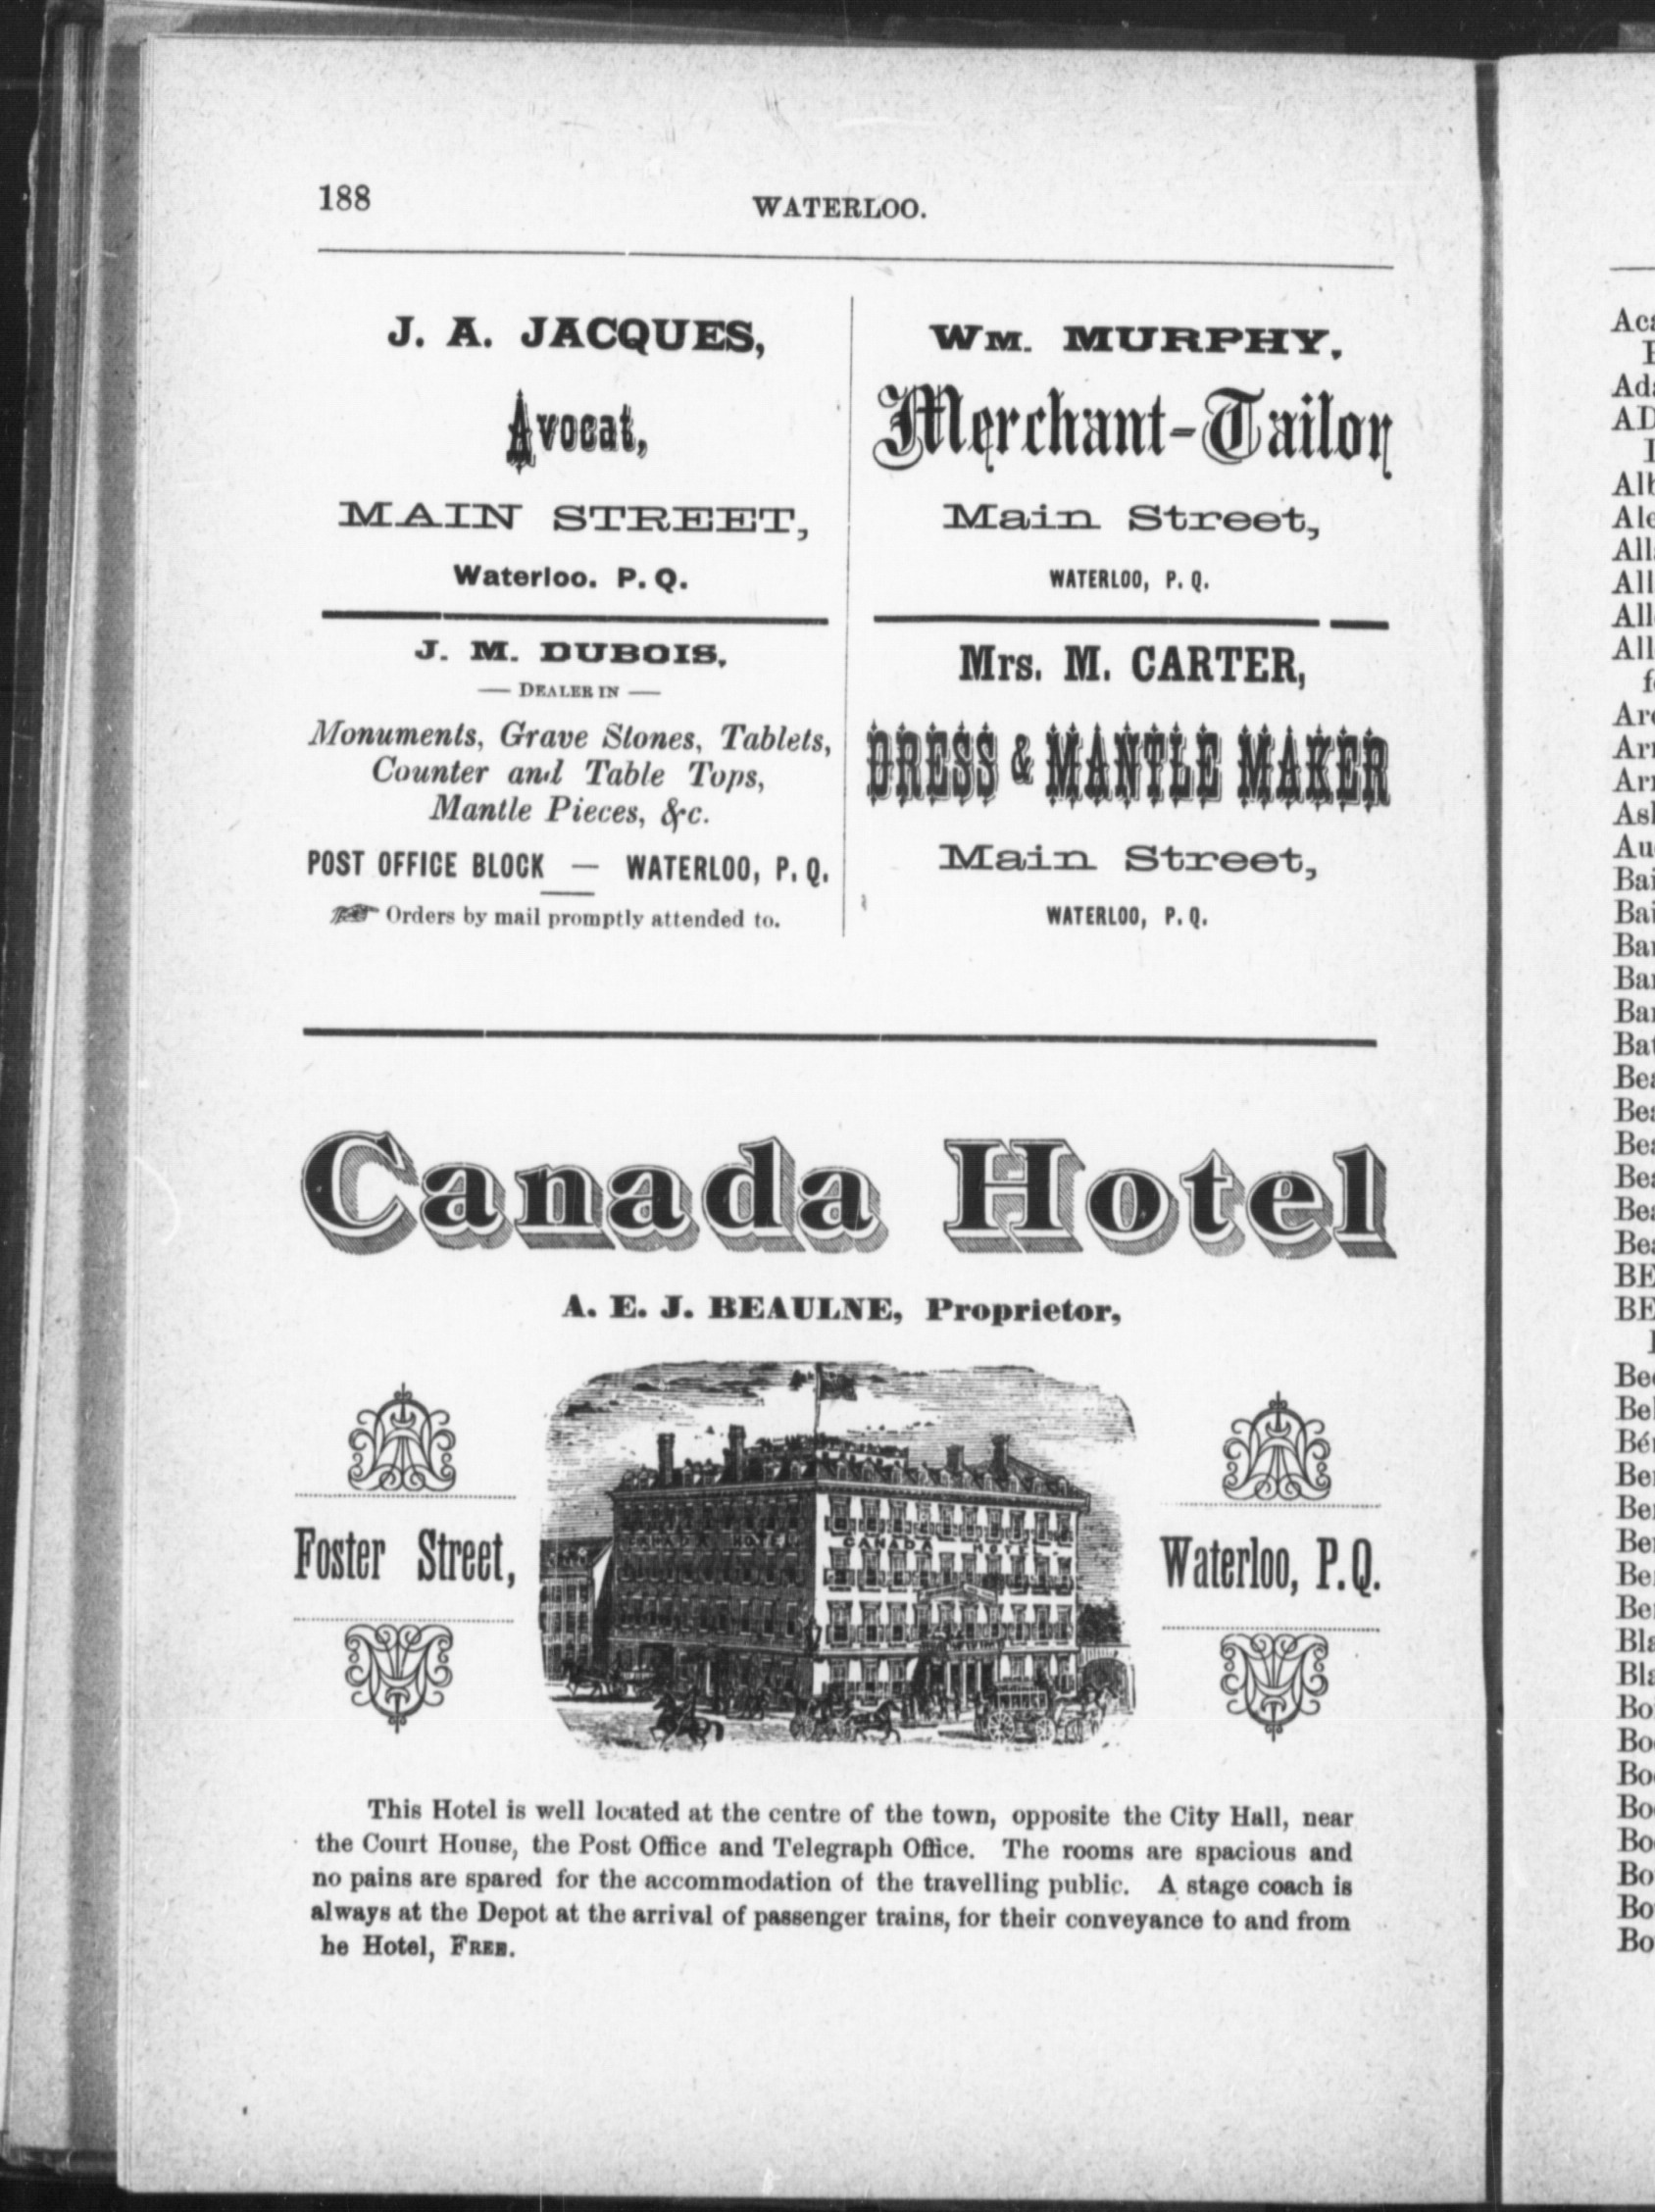 188
WATERLOO.
J. A. JACQUES,
Avocat,
MAIN STREET,
Waterloo. P. Q.
J. M. DUBOIS,
— DEALER IN —
Monuments, Grave Stones, Tablets,
Counter and Table Tops,
Mantle Pieces, &c.
POST OFFICE BLOCK — WATERLOO, P. Q.
Orders by mail promptly attended to.
WM. MURPHY,
Merchant-Tailor
Main Street,
WATERLOO, P. Q.
Mrs. M. CARTER,
DRESS & MANTLE MAKER
Main Street,
WATERLOO, P. Q.
Canada Hotel
A. E. J. BEAULNE, Proprietor,
Foster Street,
CANADA HOTEL
CANADA HOTEL
Waterloo, P.Q.
This Hotel is well located at the centre of the town, opposite the City Hall, near
the Court House, the Post Office and Telegraph Office. The rooms are spacious and
no pains are spared for the accommodation of the travelling public. A stage coach is
always at the Depot at the arrival of passenger trains, for their conveyance to and from
he Hotel, FREE.